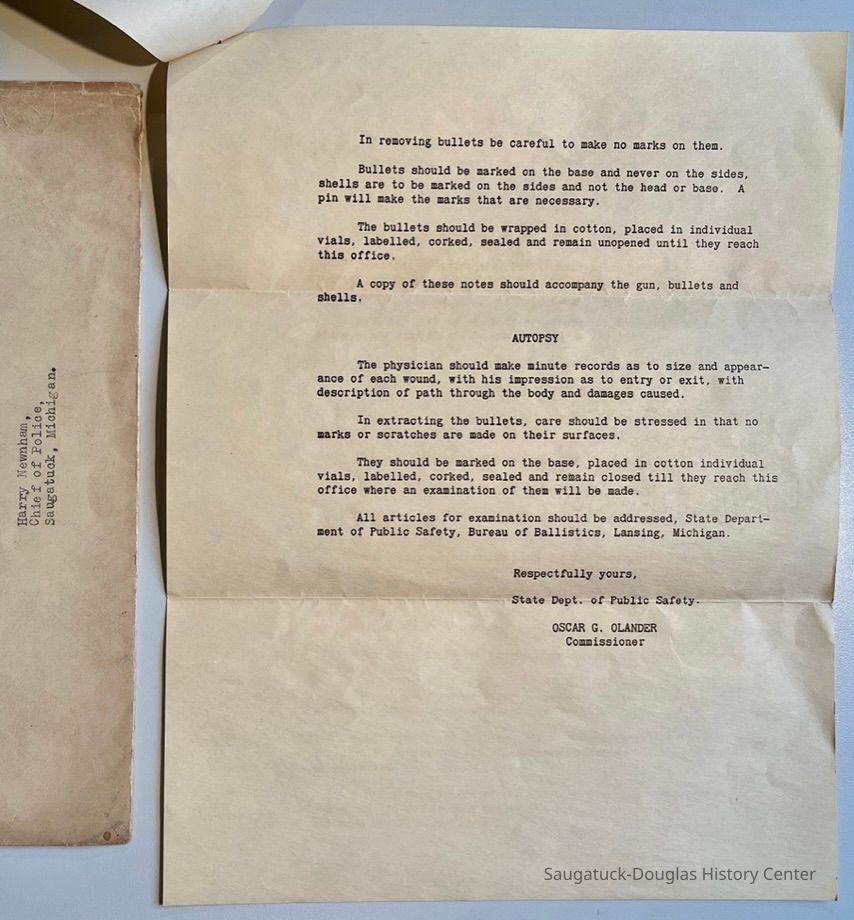 In removing bullets be careful to make no marks on them.
Bullets should be marked on the base and never on the sides,
shells are to be marked on the sides and not the head or base. A
pin will make the marks that are necessary.
The bullets should be wrapped in cotton, placed in individual
vials, labelled, corked, sealed and remain unopened until they reach
this office.
A copy of these notes should accompany the gun, bullets and
shells.
AUTOPSY
The physician should make minute records as to size and appear-
ance of each wound, with his impression as to entry or exit, with
description of path through the body and damages caused.
In extracting the bullets, care should be stressed in that no
marks or scratches are made on their surfaces.
They should be marked on the base, placed in cotton individual
vials, labelled, corked, sealed and remain closed till they reach this
office where an examination of them will be made.
All articles for examination should be addressed, State Depart-
ment of Public Safety, Bureau of Ballistics, Lansing, Michigan.
Respectfully yours,
State Dept. of Public Safety.
OSCAR G. OLANDER
Commissioner
Harry Newnham,
Chief of Police,
Saugatuck, Michigan.
Saugatuck-Douglas History Center